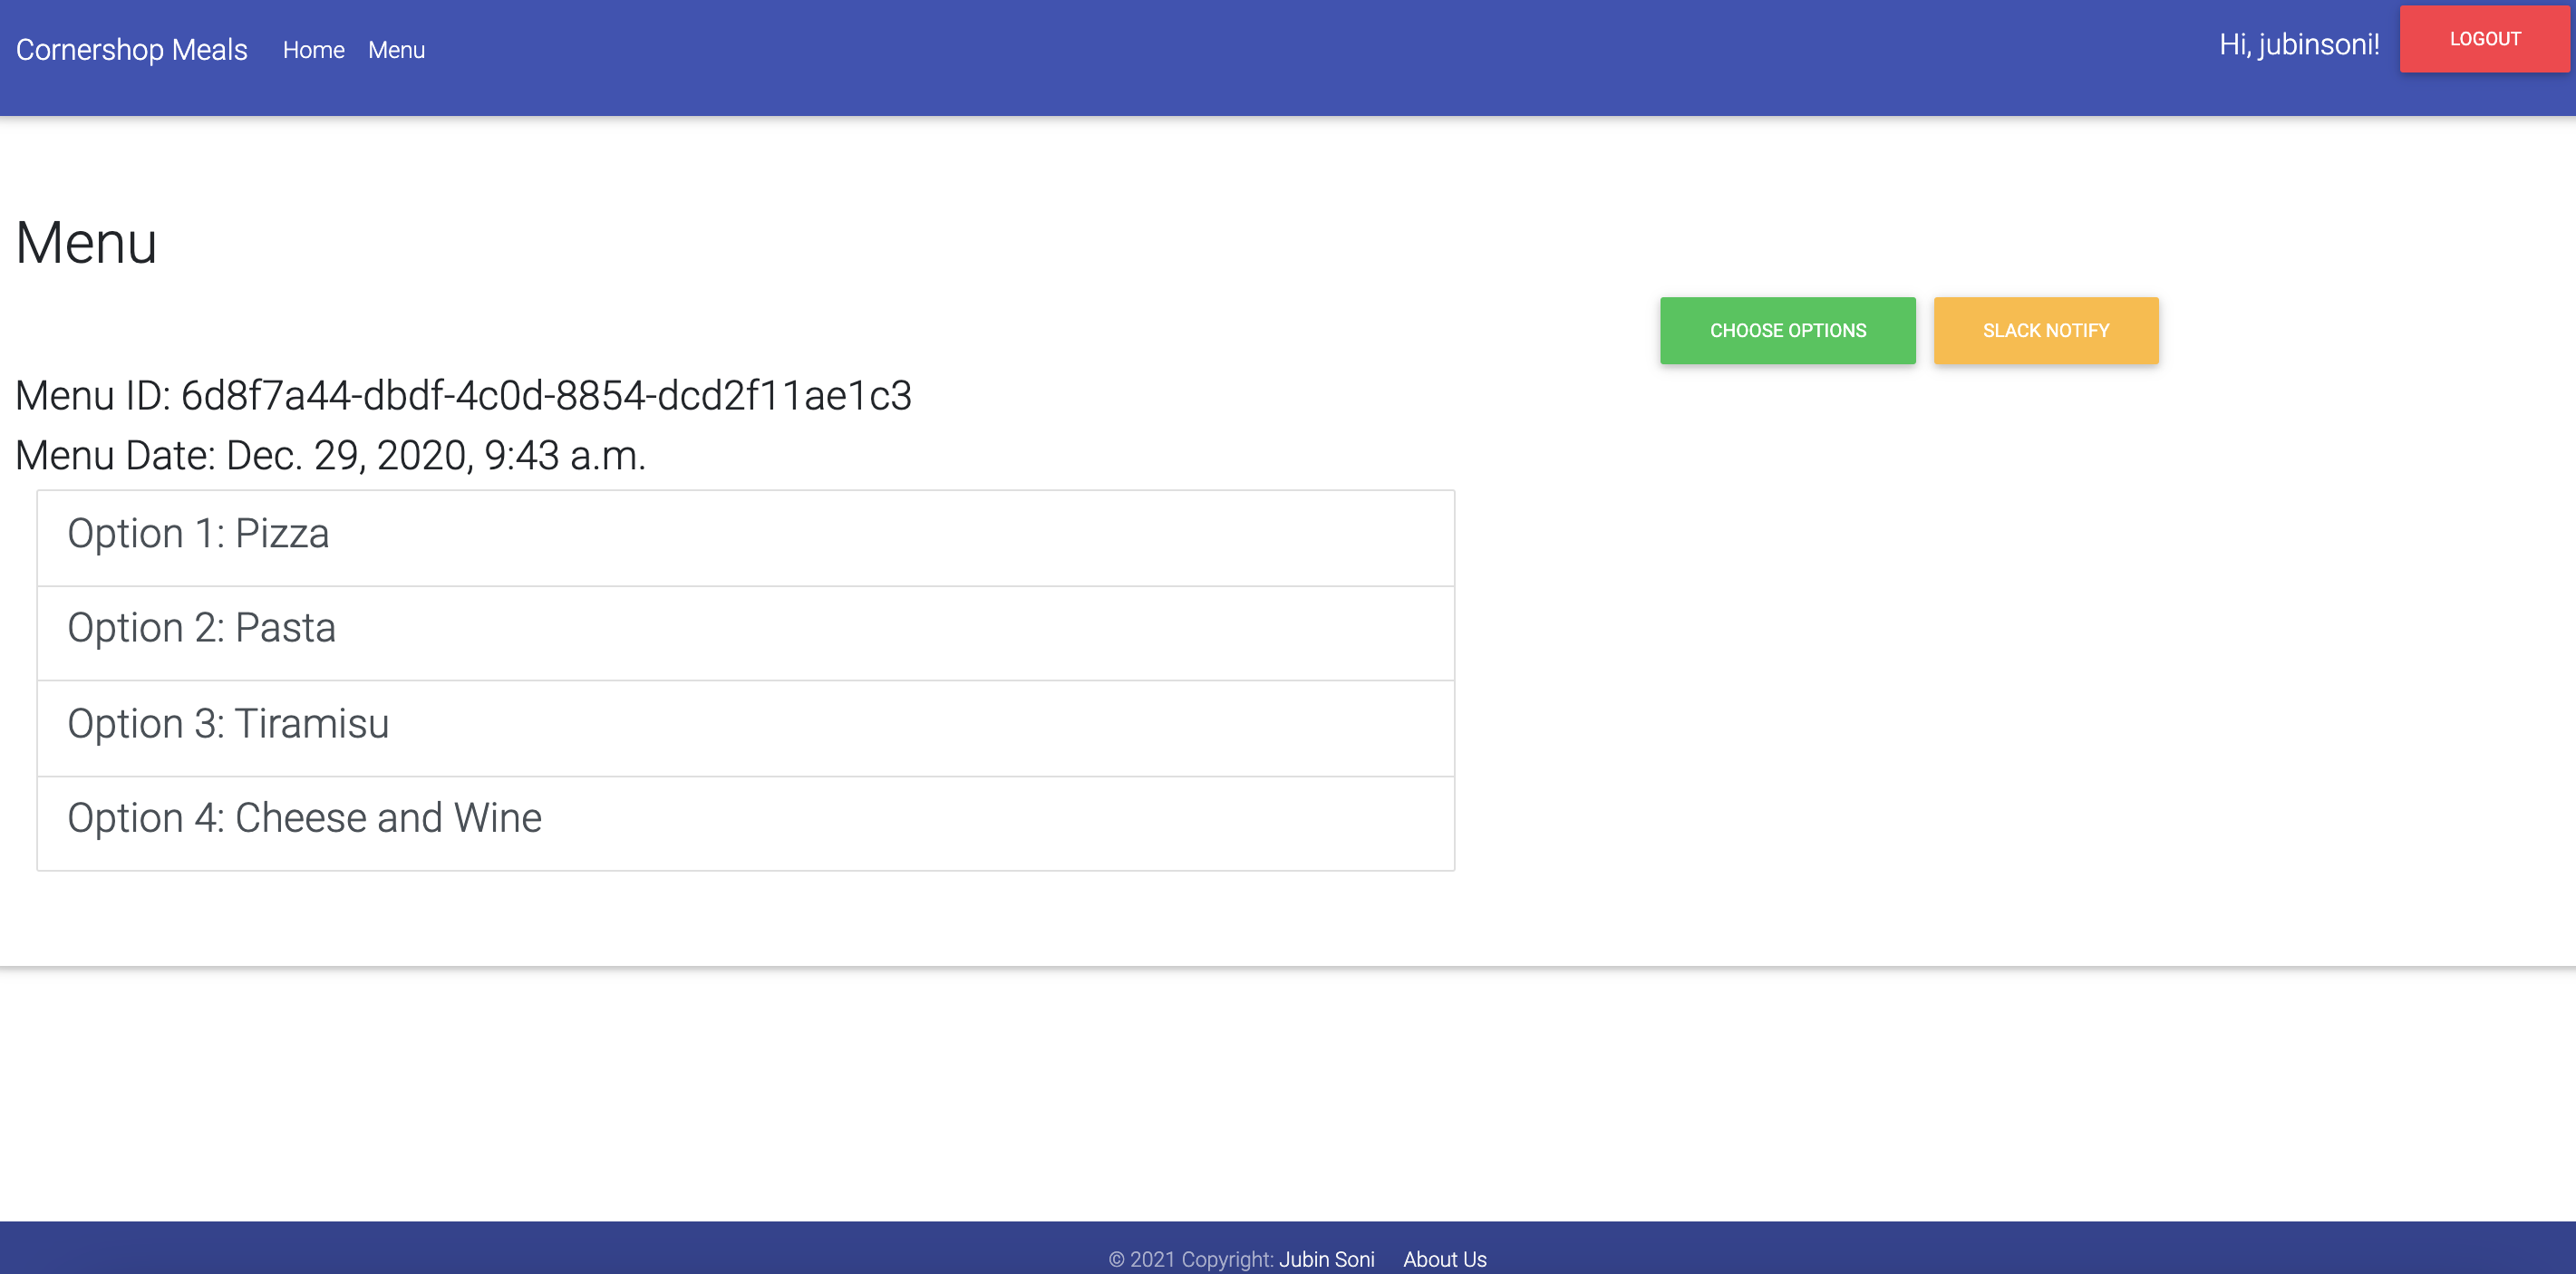 Cornershop Meals Home Menu Hi, jubinsoni! LOGOUT
Menu
CHOOSE OPTIONS SLACK NOTIFY
Menu ID: 6d8f7a44-dbdf-4c0d-8854-dcd2f11ae1c3
Menu Date: Dec. 29, 2020, 9:43 a.m.
Option 1: Pizza
Option 2: Pasta
Option 3: Tiramisu
Option 4: Cheese and Wine
© 2021 Copyright: Jubin Soni About Us